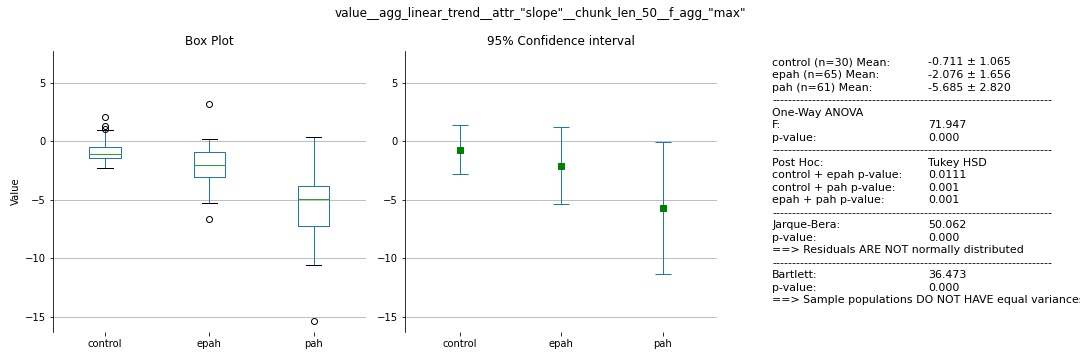 value__agg_linear_trend__attr_"slope"__chunk_len_50__f_agg_"max"
Box Plot
Value
5
0
−5
−10
−15
control
epah
pah
95% Confidence interval
5
0
−5
−10
−15
control
epah
pah
control (n=30) Mean: -0.711 ± 1.065
epah (n=65) Mean: -2.076 ± 1.656
pah (n=61) Mean: -5.685 ± 2.820
One-Way ANOVA
F: 71.947
p-value: 0.000
Post Hoc: Tukey HSD
control + epah p-value: 0.0111
control + pah p-value: 0.001
epah + pah p-value: 0.001
Jarque-Bera: 50.062
p-value: 0.000
==> Residuals ARE NOT normally distributed
Bartlett: 36.473
p-value: 0.000
==> Sample populations DO NOT HAVE equal variances